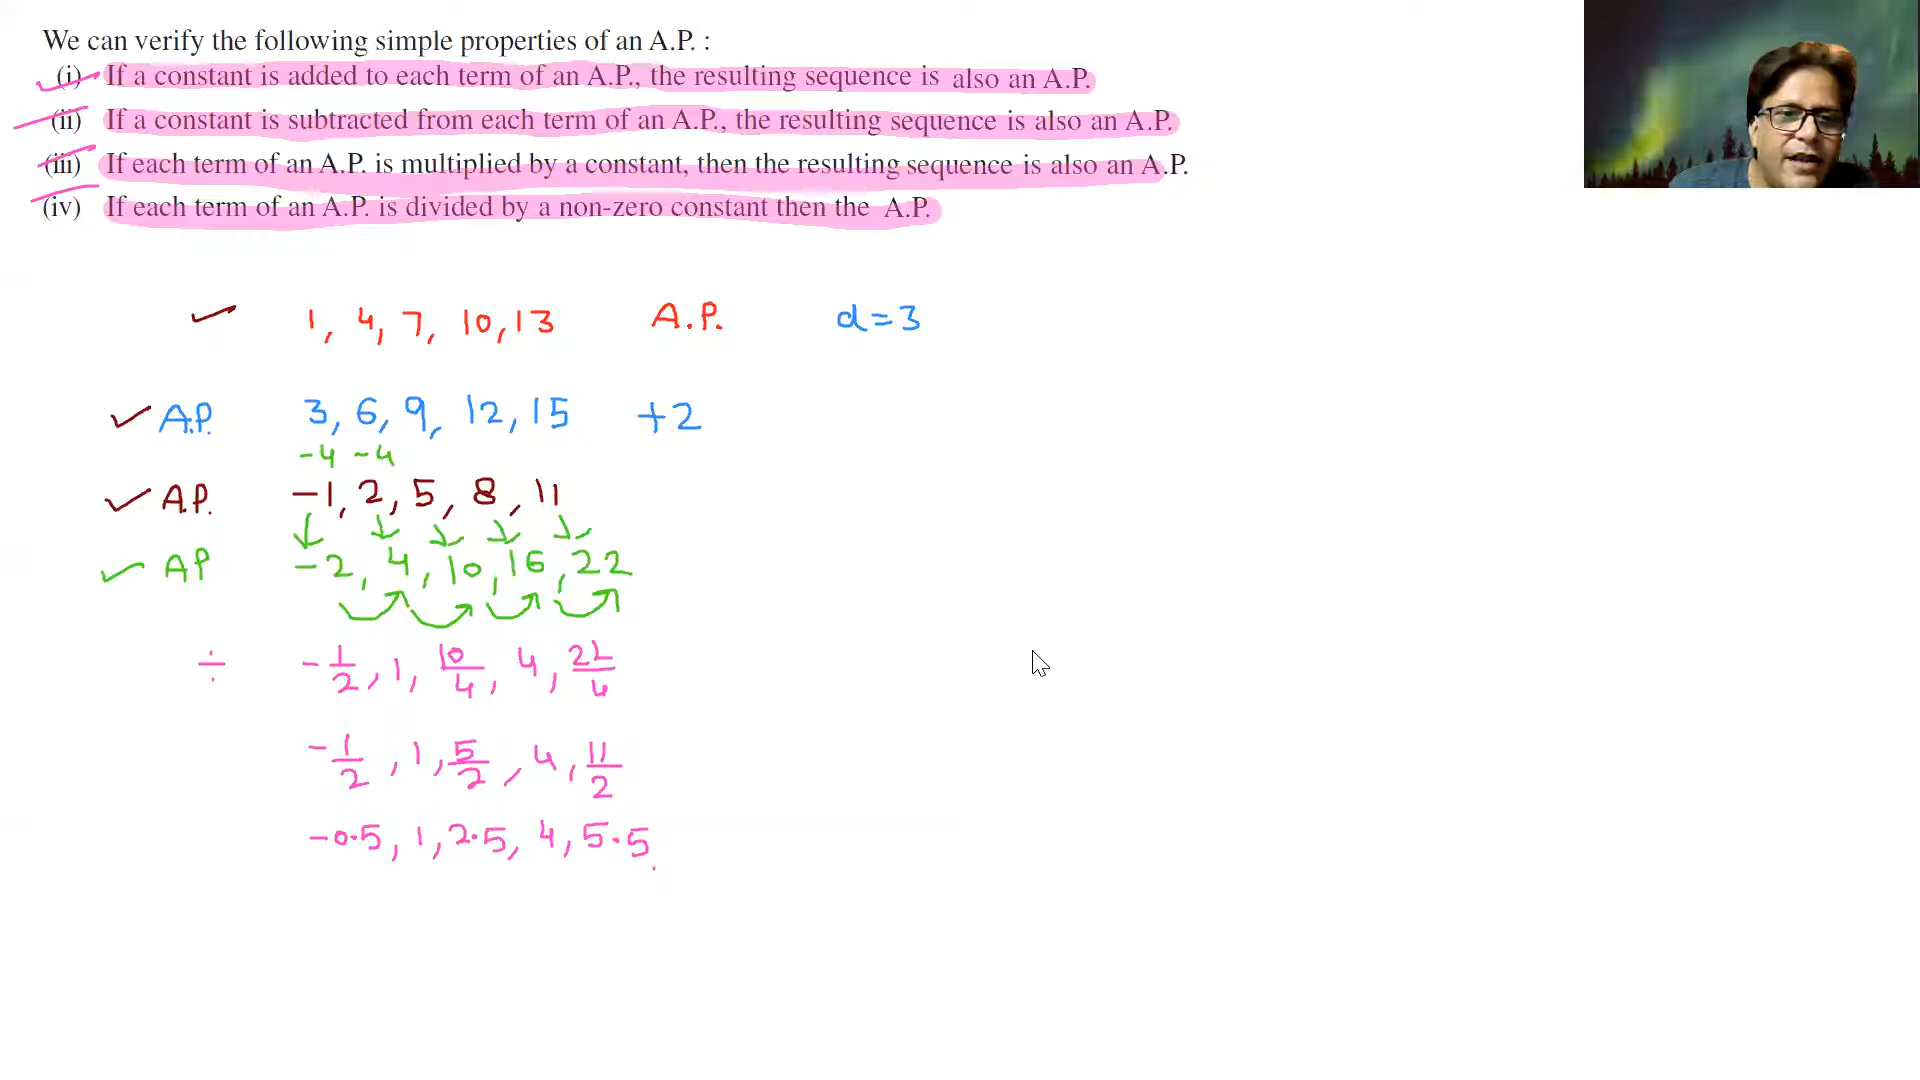 We can verify the following simple properties of an A.P. :
(i) If a constant is added to each term of an A.P., the resulting sequence is also an A.P.
(ii) If a constant is subtracted from each term of an A.P., the resulting sequence is also an A.P.
(iii) If each term of an A.P. is multiplied by a constant, then the resulting sequence is also an A.P.
(iv) If each term of an A.P. is divided by a non-zero constant then the A.P.
✓ 1, 4, 7, 10, 13 A.P. d=3
✓ A.P. 3, 6, 9, 12, 15 +2
-4 -4
✓ A.P. -1, 2, 5, 8, 11
✓ AP -2, 4, 10, 16, 22
÷ -1/2, 1, 10/4, 4, 22/4
-1/2, 1, 5/2, 4, 11/2
-0.5, 1, 2.5, 4, 5.5